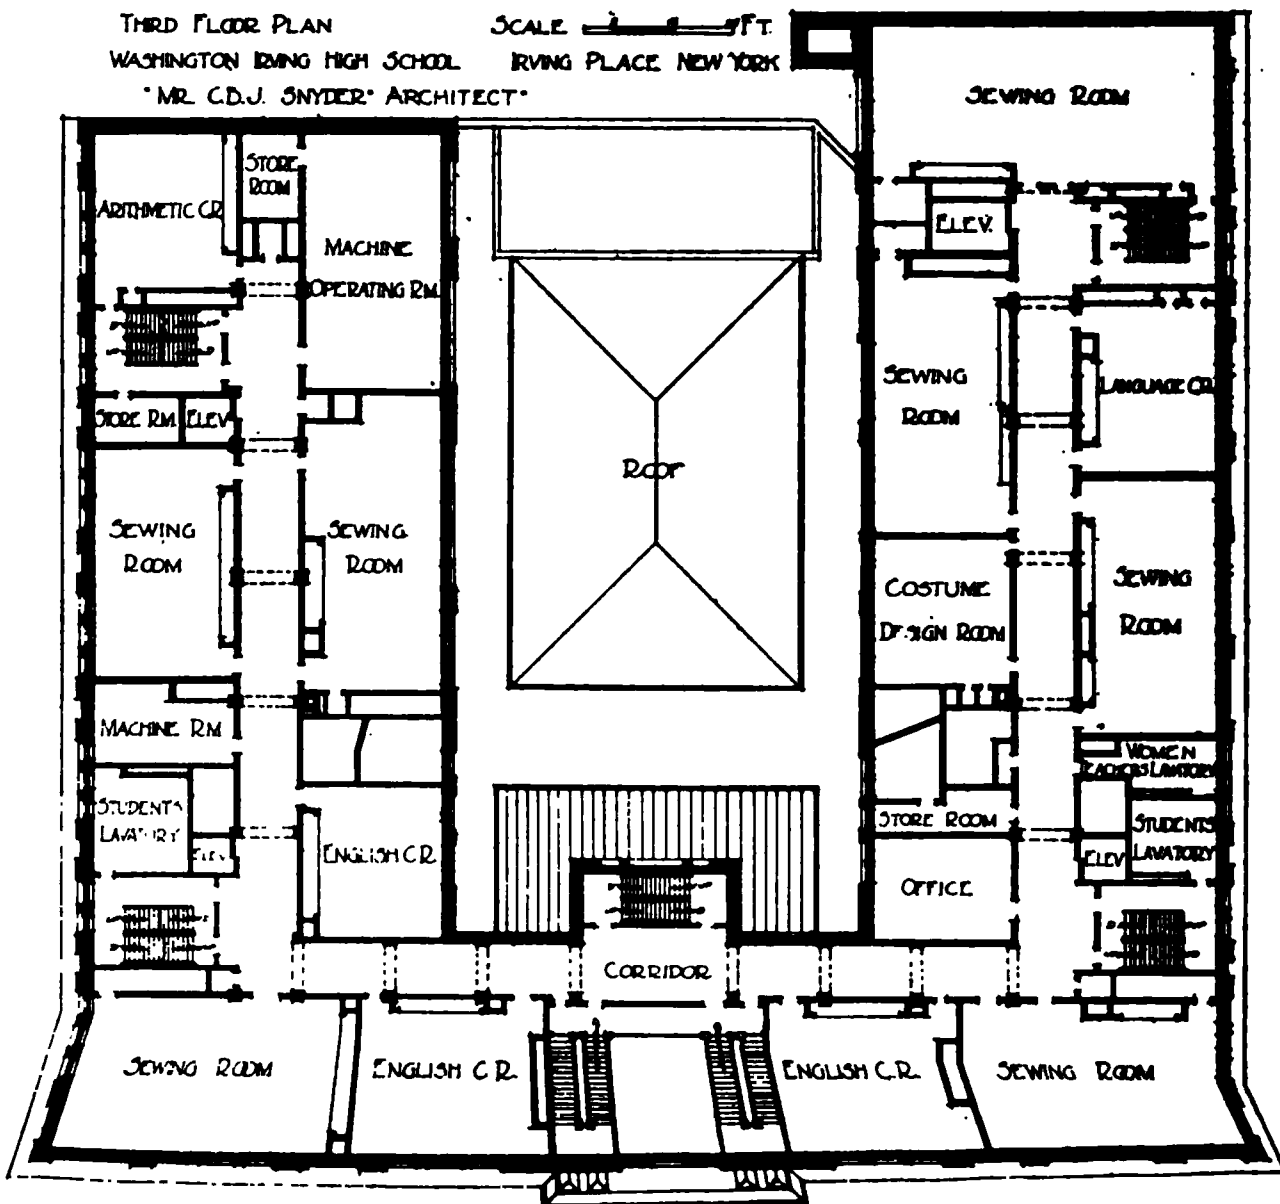 THIRD FLOOR PLAN
SCALE FT.
WASHINGTON IRVING HIGH SCHOOL
IRVING PLACE NEW YORK
"MR. C.B.J. SNYDER" ARCHITECT"
SEWING ROOM
STORE
ROOM
ARITHMETIC C.R.
MACHINE
OPERATING RM.
ELEV.
STORE RM.
ELEV
SEWING
ROOM
LANGUAGE C.R.
ROOF
SEWING
ROOM
SEWING
ROOM
COSTUME
DESIGN ROOM
SEWING
ROOM
MACHINE RM
WOMEN
TEACHERS LAVATORY
STUDENTS
LAVATORY
ELEV.
ENGLISH C.R.
STORE ROOM
STUDENTS
LAVATORY
ELEV
OFFICE
CORRIDOR
SEWING ROOM
ENGLISH C.R.
ENGLISH C.R.
SEWING ROOM